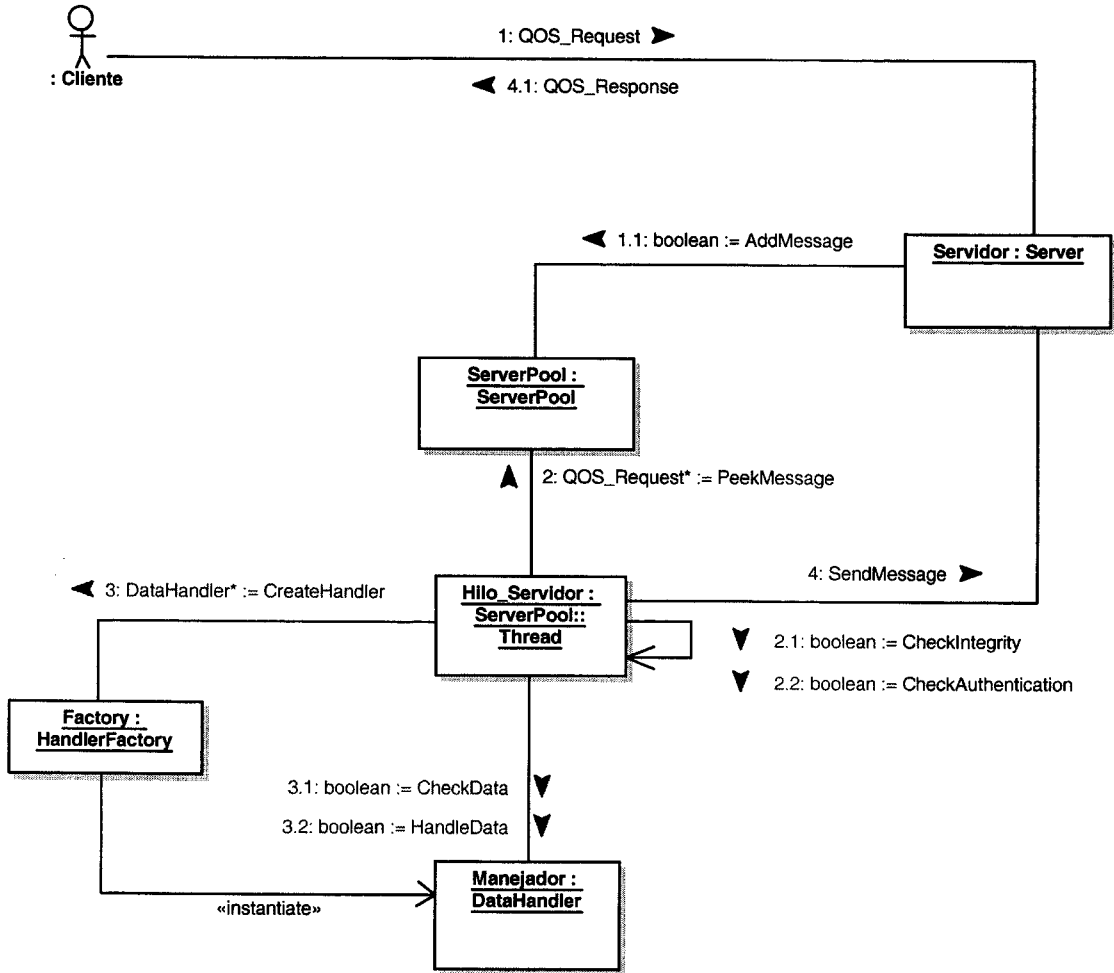 1: QOS_Request
: Cliente
4.1: QOS_Response
1.1: boolean := AddMessage
Servidor : Server
ServerPool :
ServerPool
2: QOS_Request* := PeekMessage
3: DataHandler* := CreateHandler
Hilo_Servidor :
ServerPool::
Thread
4: SendMessage
2.1: boolean := CheckIntegrity
2.2: boolean := CheckAuthentication
Factory :
HandlerFactory
3.1: boolean := CheckData
3.2: boolean := HandleData
Manejador :
DataHandler
«instantiate»